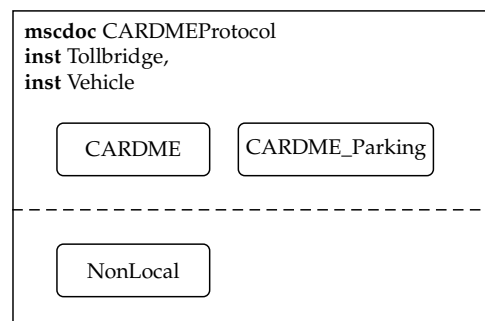 mscdoc CARDMEProtocol
inst Tollbridge,
inst Vehicle
CARDME CARDME_Parking
NonLocal